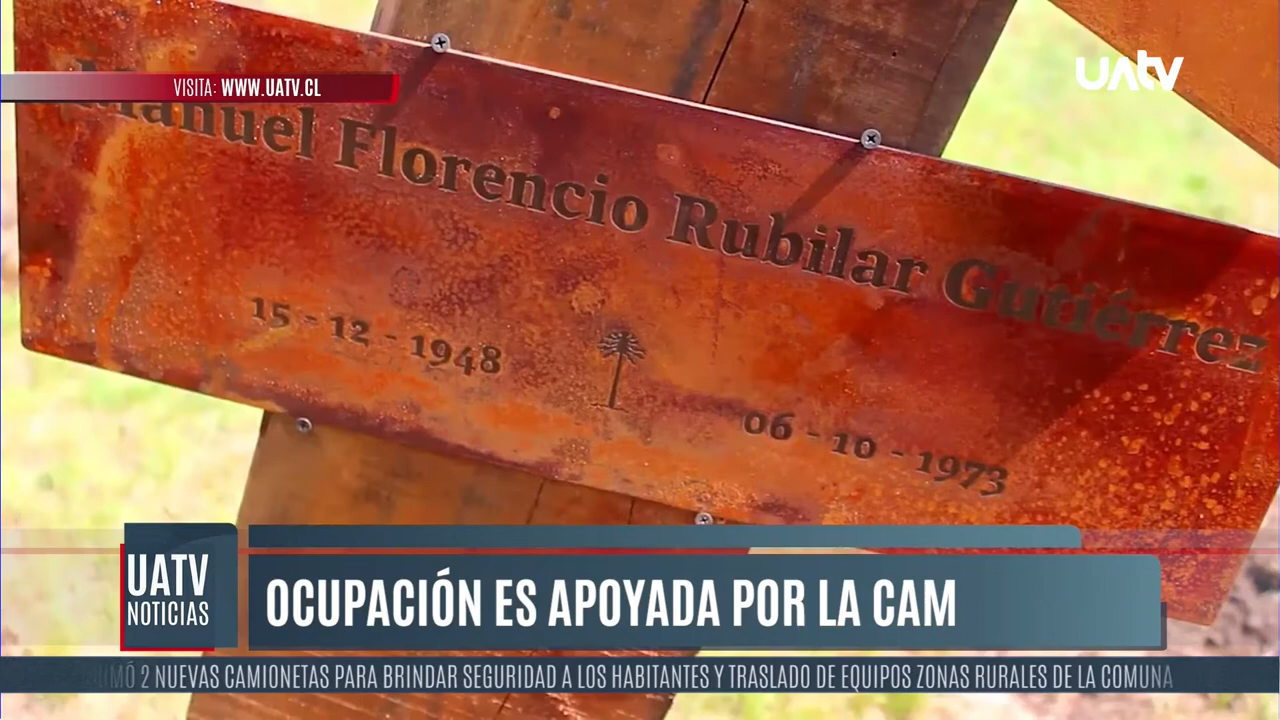 VISITA: WWW.UATV.CL
UATV
Manuel Florencio Rubilar Gutiérrez
15 - 12 - 1948
06 - 10 - 1973
UATV
NOTICIAS
OCUPACIÓN ES APOYADA POR LA CAM
2 NUEVAS CAMIONETAS PARA BRINDAR SEGURIDAD A LOS HABITANTES Y TRASLADO DE EQUIPOS ZONAS RURALES DE LA COMUNA